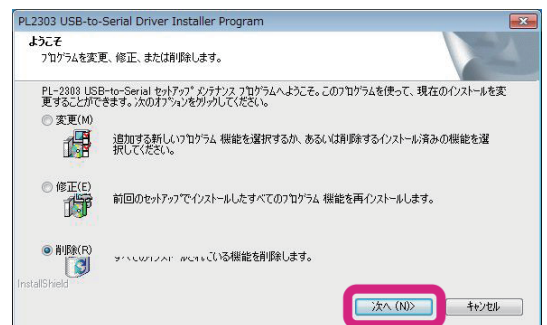 PL2303 USB-to-Serial Driver Installer Program
ようこそ
プログラムを変更、修正、または削除します。
PL-2303 USB-to-Serial セットアップ メンテナンス プログラムへようこそ。このプログラムを使って、現在のインストールを変
更することができます。次のオプションをクリックしてください。
変更(M)
追加する新しいプログラム 機能を選択するか、あるいは削除するインストール済みの機能を選
択してください。
修正(E)
前回のセットアップでインストールしたすべてのプログラム 機能を再インストールします。
削除(R)
いる機能を削除します。
InstallShield
次へ (N)>
キャンセル